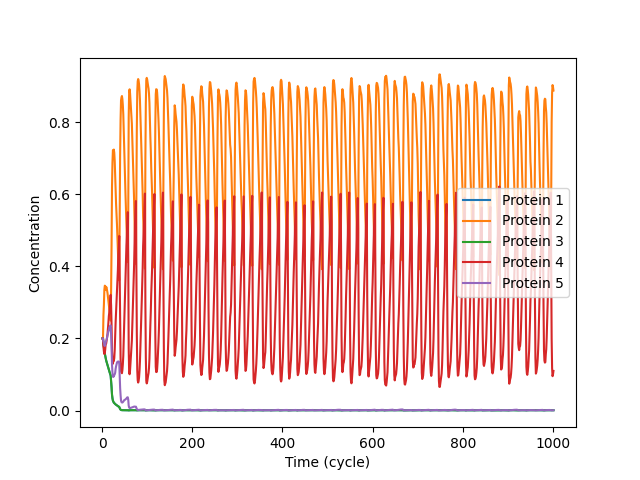 0.8
0.6
0.4
0.2
0.0
Concentration
Protein 1
Protein 2
Protein 3
Protein 4
Protein 5
0 200 400 600 800 1000
Time (cycle)